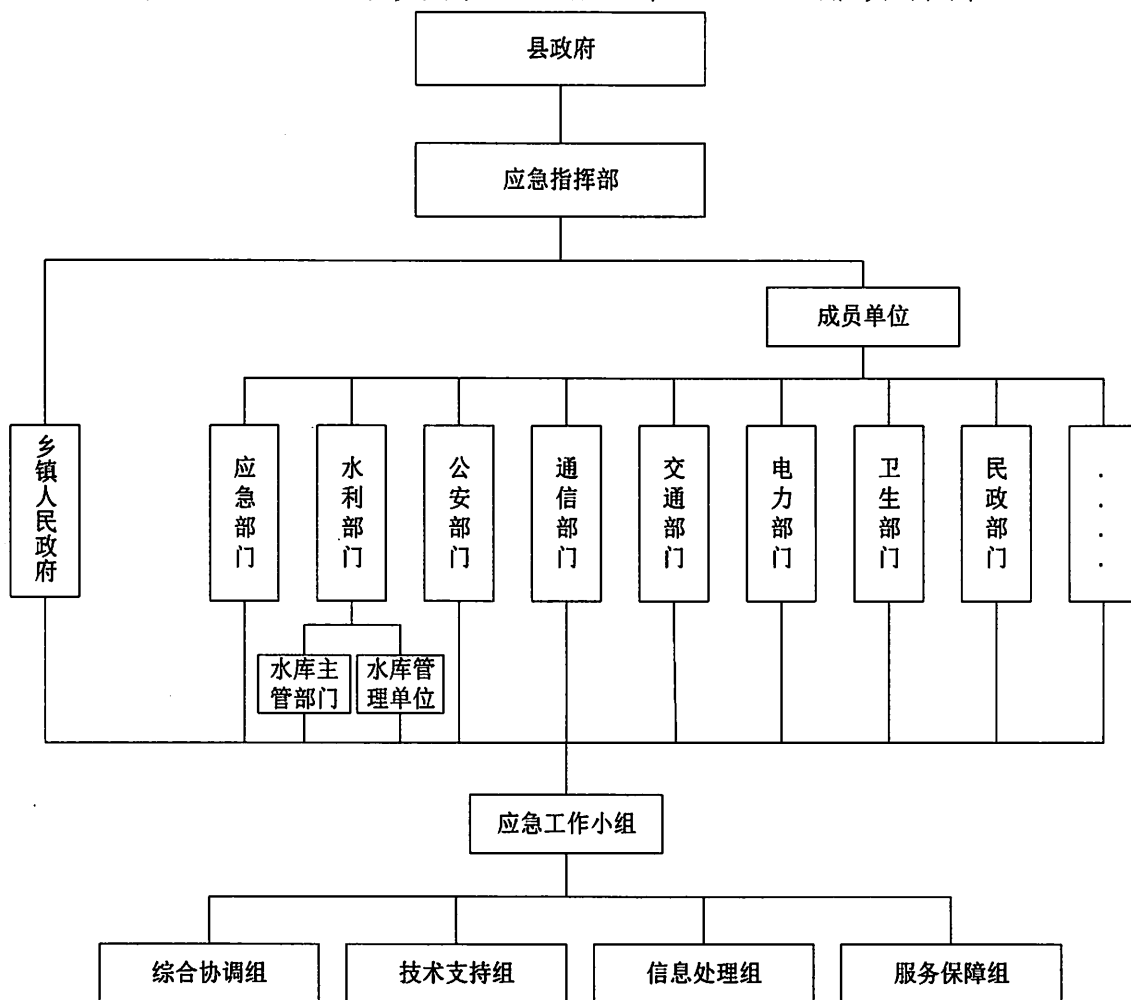 县政府
应急指挥部
成员单位
乡镇人民政府
应急部门
水利部门
公安部门
通信部门
交通部门
电力部门
卫生部门
民政部门
· · · ·
水库主
管部门
水库管
理单位
应急工作小组
综合协调组
技术支持组
信息处理组
服务保障组